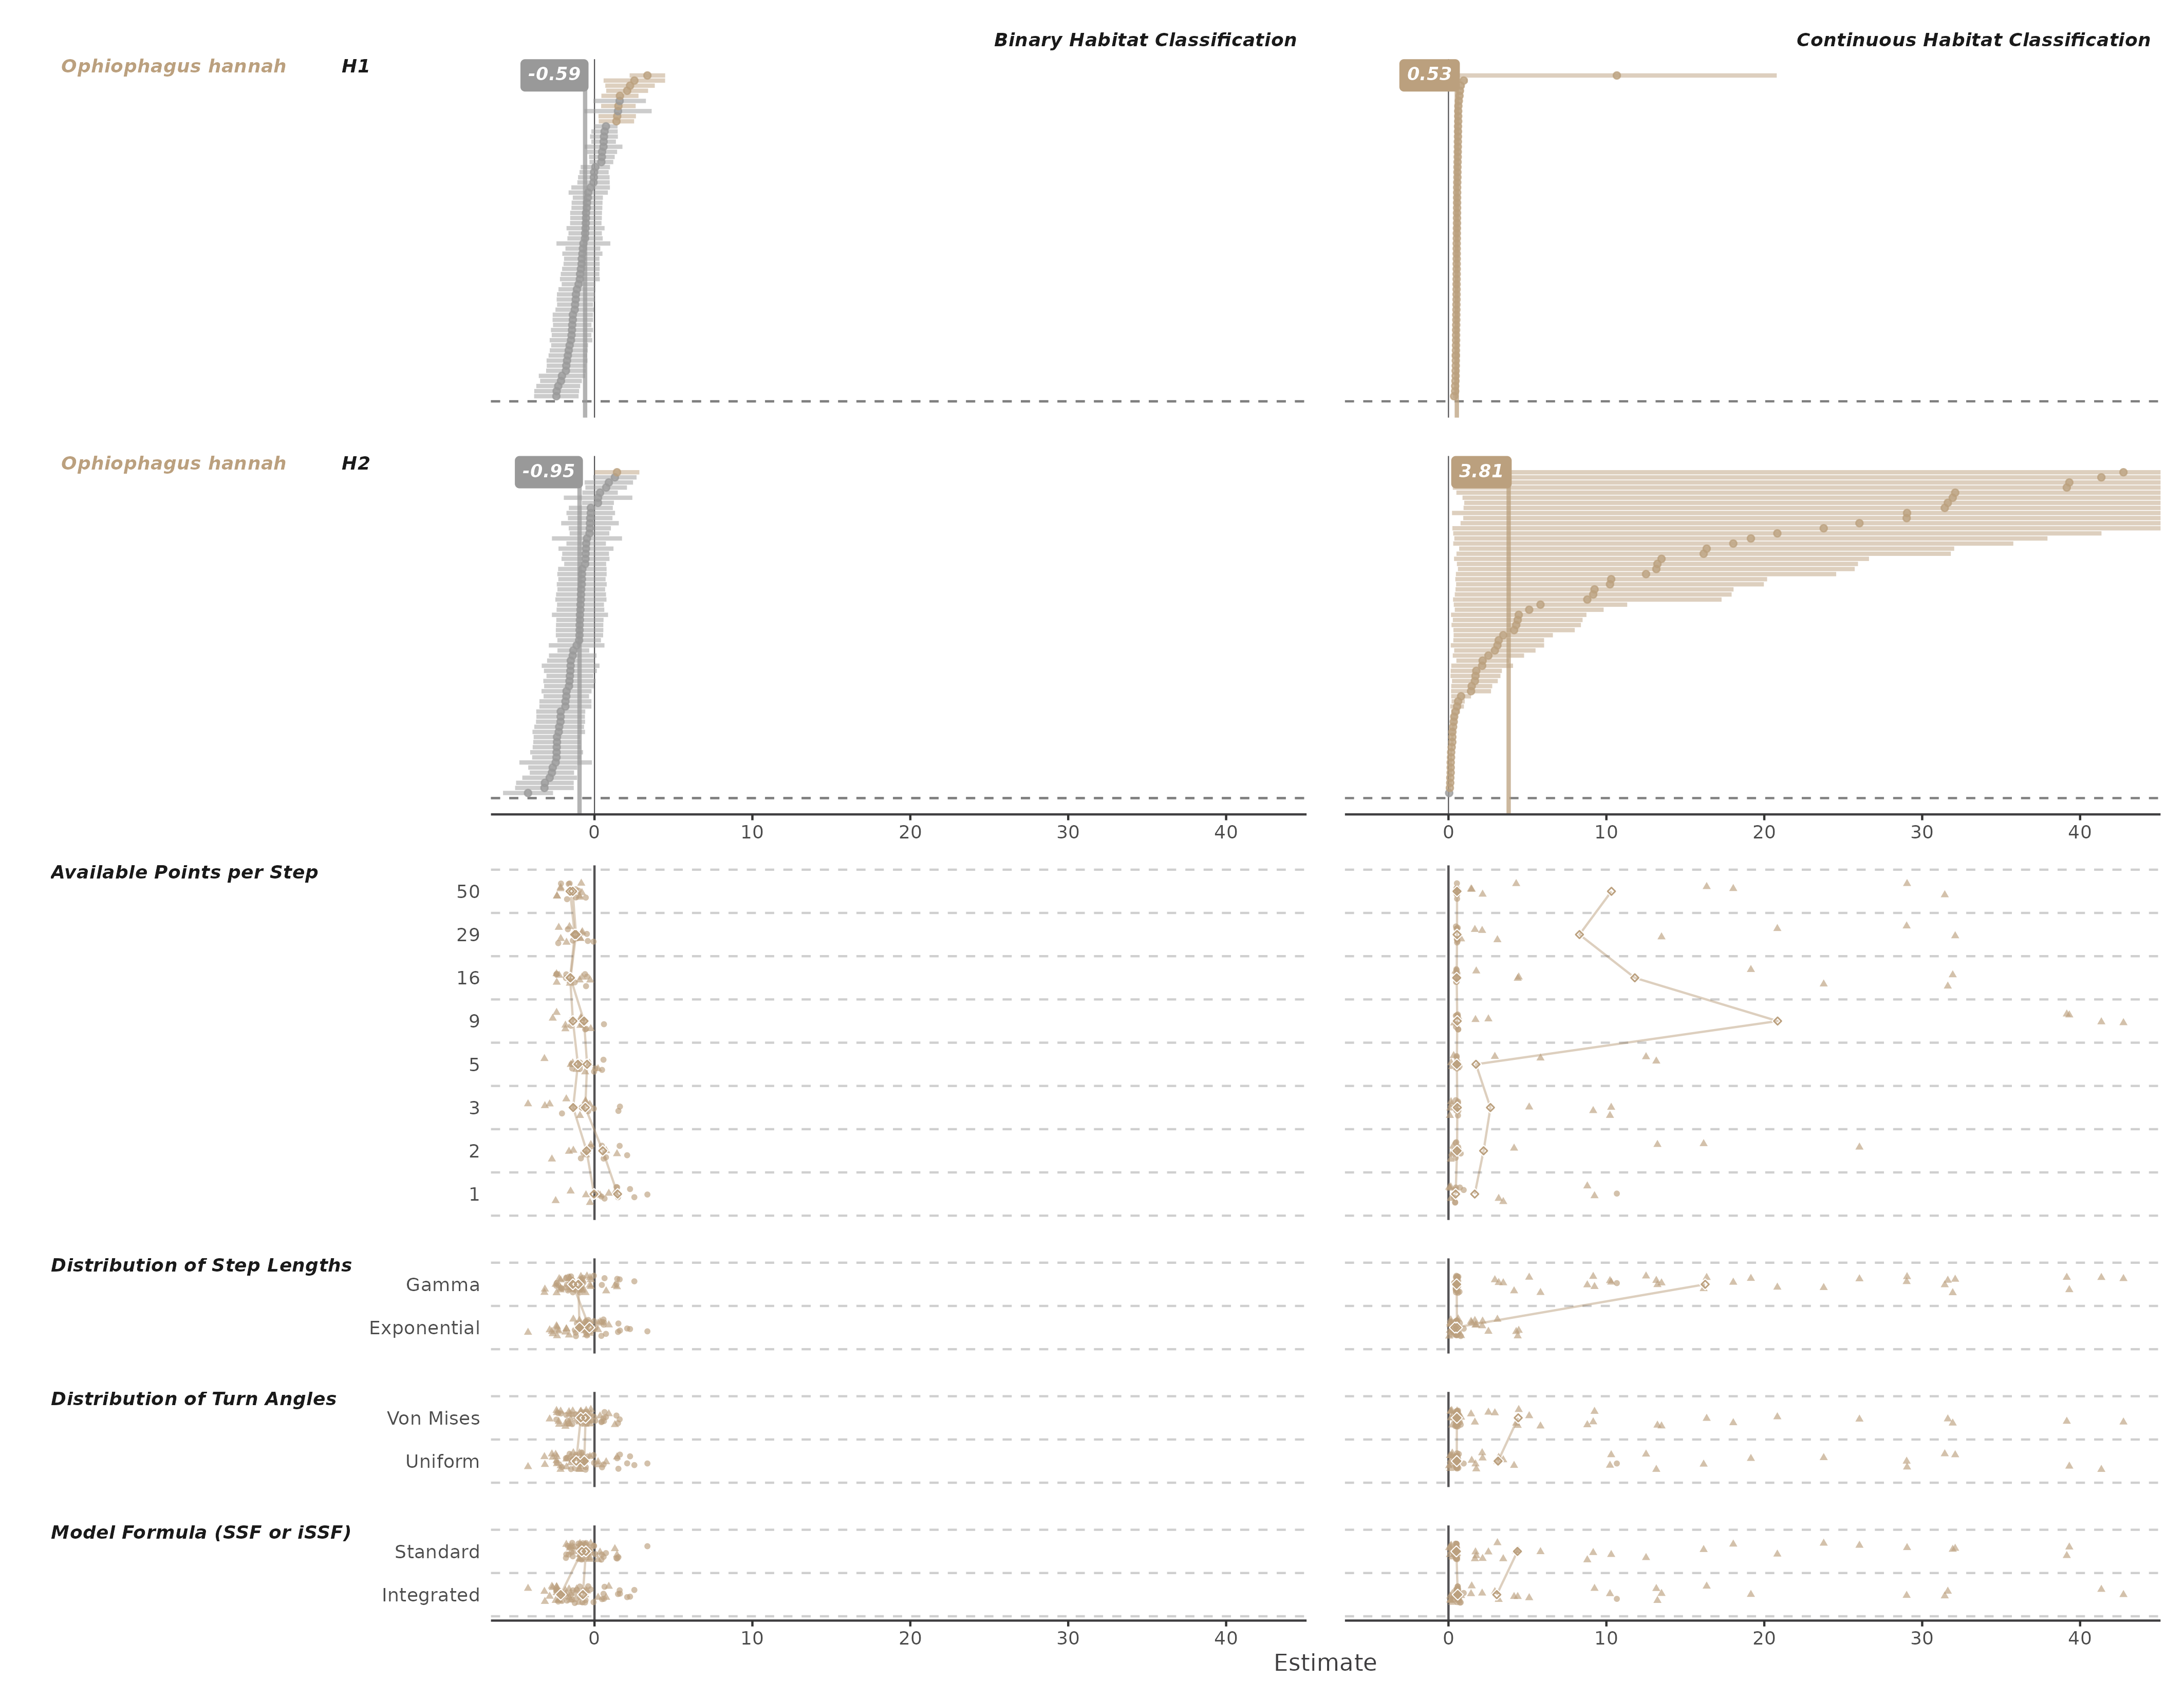 Binary Habitat Classification
Continuous Habitat Classification
Ophiophagus hannah H1
-0.59
0.53
Ophiophagus hannah H2
-0.95
3.81
0 10 20 30 40
0 10 20 30 40
Available Points per Step
50
29
16
9
5
3
2
1
Distribution of Step Lengths
Gamma
Exponential
Distribution of Turn Angles
Von Mises
Uniform
Model Formula (SSF or iSSF)
Standard
Integrated
0 10 20 30 40
0 10 20 30 40
Estimate